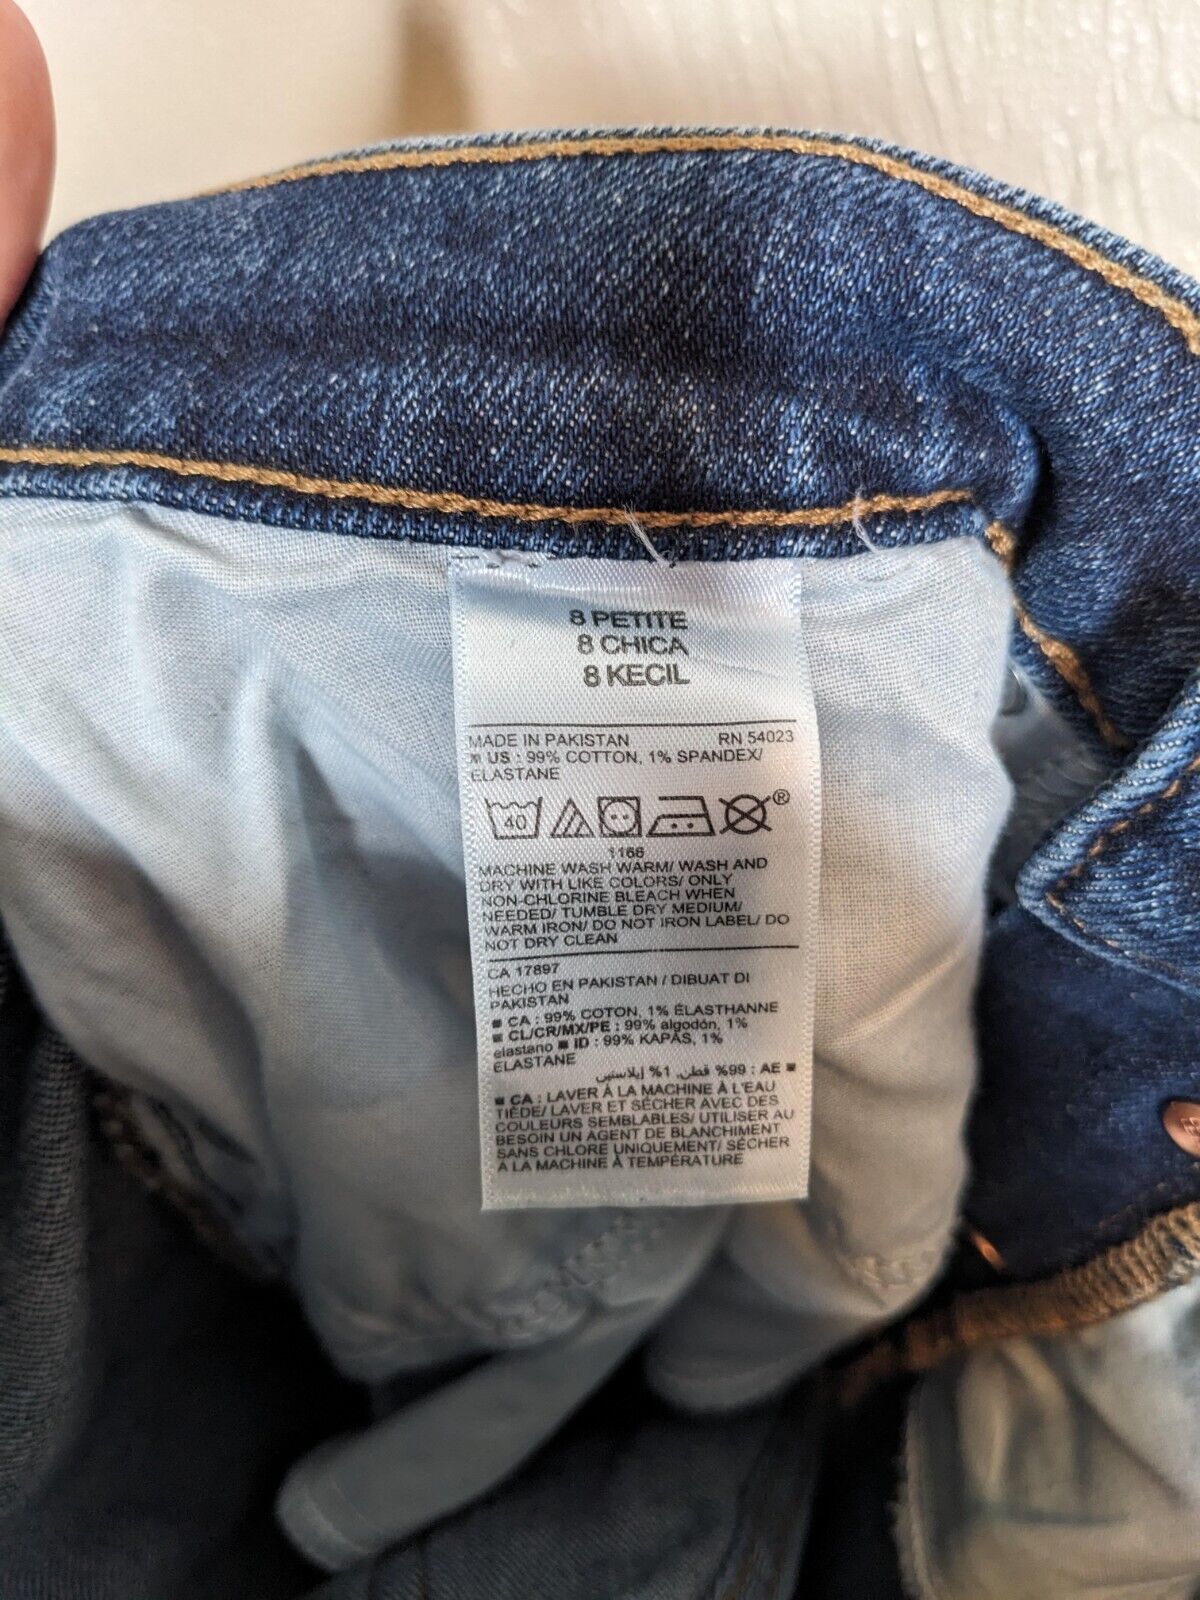 8 PETITE
8 CHICA
8 KECIL
MADE IN PAKISTAN RN 54023
US : 99% COTTON, 1% SPANDEX/
ELASTANE
40 ®
1166
MACHINE WASH WARM/ WASH AND
DRY WITH LIKE COLORS/ ONLY
NON-CHLORINE BLEACH WHEN
NEEDED/ TUMBLE DRY MEDIUM/
WARM IRON/ DO NOT IRON LABEL/ DO
NOT DRY CLEAN
CA 17897
HECHO EN PAKISTAN / DIBUAT DI
PAKISTAN
■ CA : 99% COTON, 1% ÉLASTHANNE
■ CL/CR/MX/PE : 99% algodón, 1%
elastano ■ ID : 99% KAPAS, 1%
ELASTANE
■ AE : 99% قطن, 1% إيلاستين
■ CA : LAVER À LA MACHINE À L'EAU
TIÈDE/ LAVER ET SÉCHER AVEC DES
COULEURS SEMBLABLES/ UTILISER AU
BESOIN UN AGENT DE BLANCHIMENT
SANS CHLORE UNIQUEMENT/ SÉCHER
À LA MACHINE À TEMPÉRATURE